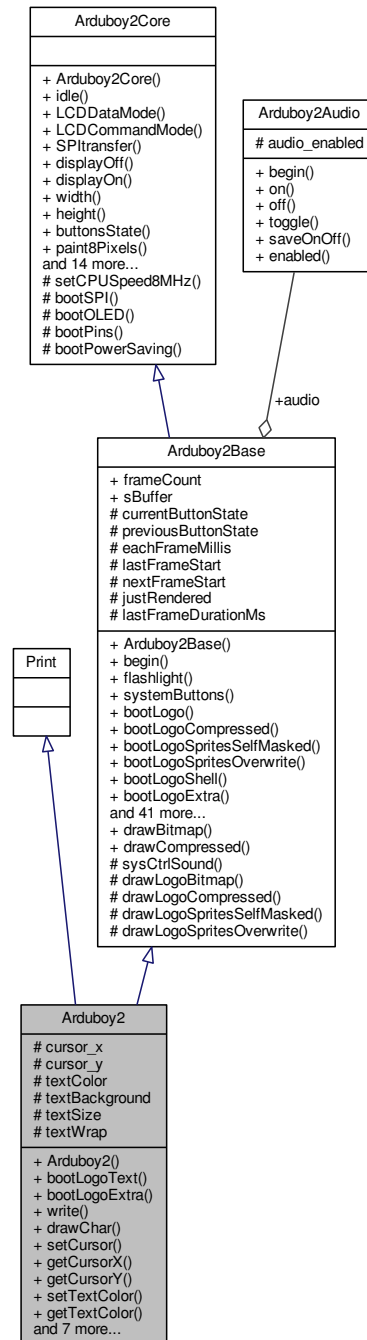 Arduboy2Core
+ Arduboy2Core()
+ idle()
+ LCDDataMode()
+ LCDCommandMode()
+ SPItransfer()
+ displayOff()
+ displayOn()
+ width()
+ height()
+ buttonsState()
+ paint8Pixels()
and 14 more...
# setCPUSpeed8MHz()
# bootSPI()
# bootOLED()
# bootPins()
# bootPowerSaving()
Arduboy2Audio
# audio_enabled
+ begin()
+ on()
+ off()
+ toggle()
+ saveOnOff()
+ enabled()
+audio
Arduboy2Base
+ frameCount
+ sBuffer
# currentButtonState
# previousButtonState
# eachFrameMillis
# lastFrameStart
# nextFrameStart
# justRendered
# lastFrameDurationMs
+ Arduboy2Base()
+ begin()
+ flashlight()
+ systemButtons()
+ bootLogo()
+ bootLogoCompressed()
+ bootLogoSpritesSelfMasked()
+ bootLogoSpritesOverwrite()
+ bootLogoShell()
+ bootLogoExtra()
and 41 more...
+ drawBitmap()
+ drawCompressed()
# sysCtrlSound()
# drawLogoBitmap()
# drawLogoCompressed()
# drawLogoSpritesSelfMasked()
# drawLogoSpritesOverwrite()
Print
Arduboy2
# cursor_x
# cursor_y
# textColor
# textBackground
# textSize
# textWrap
+ Arduboy2()
+ bootLogoText()
+ bootLogoExtra()
+ write()
+ drawChar()
+ setCursor()
+ getCursorX()
+ getCursorY()
+ setTextColor()
+ getTextColor()
and 7 more...